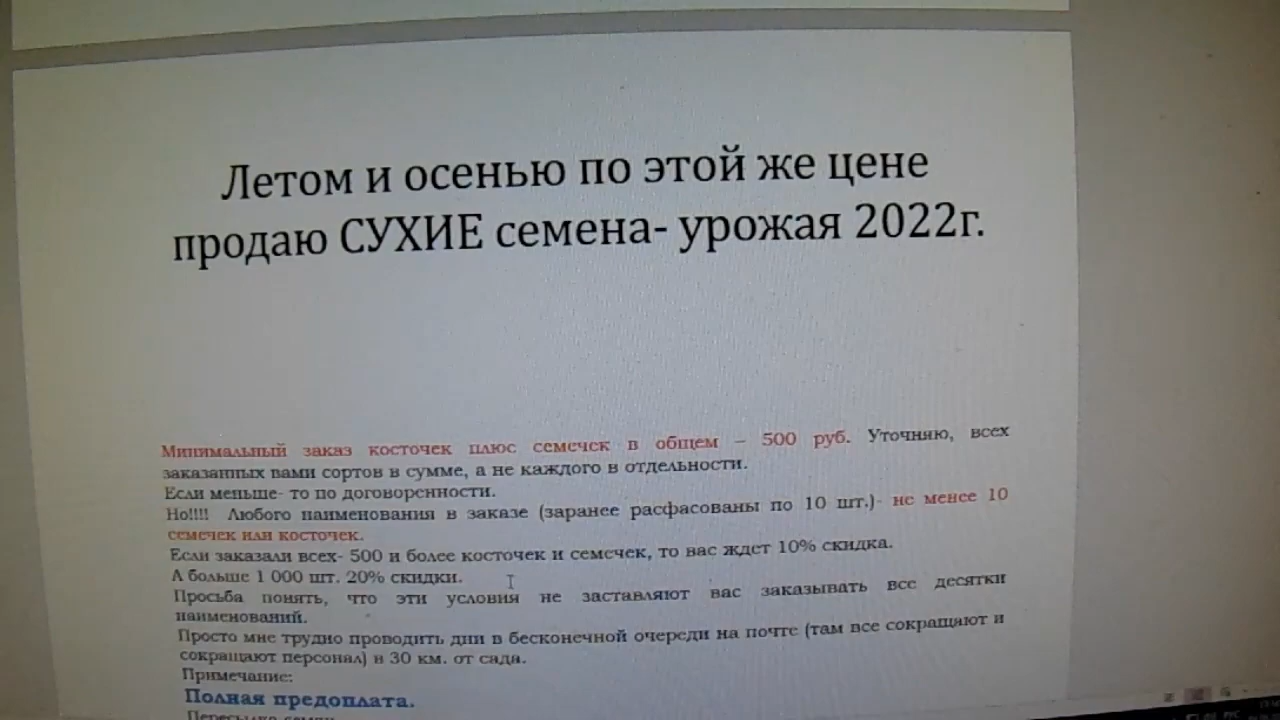 Летом и осенью по этой же цене
продаю СУХИЕ семена- урожая 2022г.
Минимальный заказ косточек плюс семечек в общем – 500 руб. Уточняю, всех
заказанных вами сортов в сумме, а не каждого в отдельности.
Если меньше- то по договоренности.
Но!!!! Любого наименования в заказе (заранее расфасованы по 10 шт.)- не менее 10
семечек или косточек.
Если заказали всех- 500 и более косточек и семечек, то вас ждет 10% скидка.
А больше 1 000 шт. 20% скидки.
Просьба понять, что эти условия не заставляют вас заказывать все десятки
наименований.
Просто мне трудно проводить дни в бесконечной очереди на почте (там все сокращают и
сокращают персонал) в 30 км. от сада.
Примечание:
Полная предоплата.